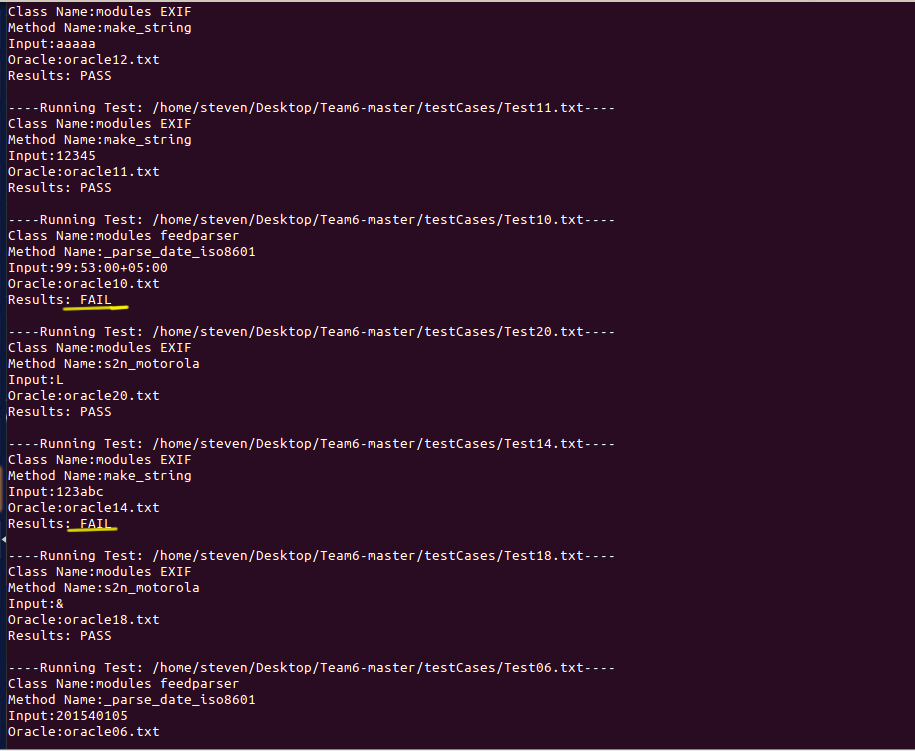 Class Name:modules EXIF
Method Name:make_string
Input:aaaaa
Oracle:oracle12.txt
Results: PASS
----Running Test: /home/steven/Desktop/Team6-master/testCases/Test11.txt----
Class Name:modules EXIF
Method Name:make_string
Input:12345
Oracle:oracle11.txt
Results: PASS
----Running Test: /home/steven/Desktop/Team6-master/testCases/Test10.txt----
Class Name:modules feedparser
Method Name:_parse_date_iso8601
Input:99:53:00+05:00
Oracle:oracle10.txt
Results: FAIL
----Running Test: /home/steven/Desktop/Team6-master/testCases/Test20.txt----
Class Name:modules EXIF
Method Name:s2n_motorola
Input:L
Oracle:oracle20.txt
Results: PASS
----Running Test: /home/steven/Desktop/Team6-master/testCases/Test14.txt----
Class Name:modules EXIF
Method Name:make_string
Input:123abc
Oracle:oracle14.txt
Results: FAIL
----Running Test: /home/steven/Desktop/Team6-master/testCases/Test18.txt----
Class Name:modules EXIF
Method Name:s2n_motorola
Input:&
Oracle:oracle18.txt
Results: PASS
----Running Test: /home/steven/Desktop/Team6-master/testCases/Test06.txt----
Class Name:modules feedparser
Method Name:_parse_date_iso8601
Input:201540105
Oracle:oracle06.txt